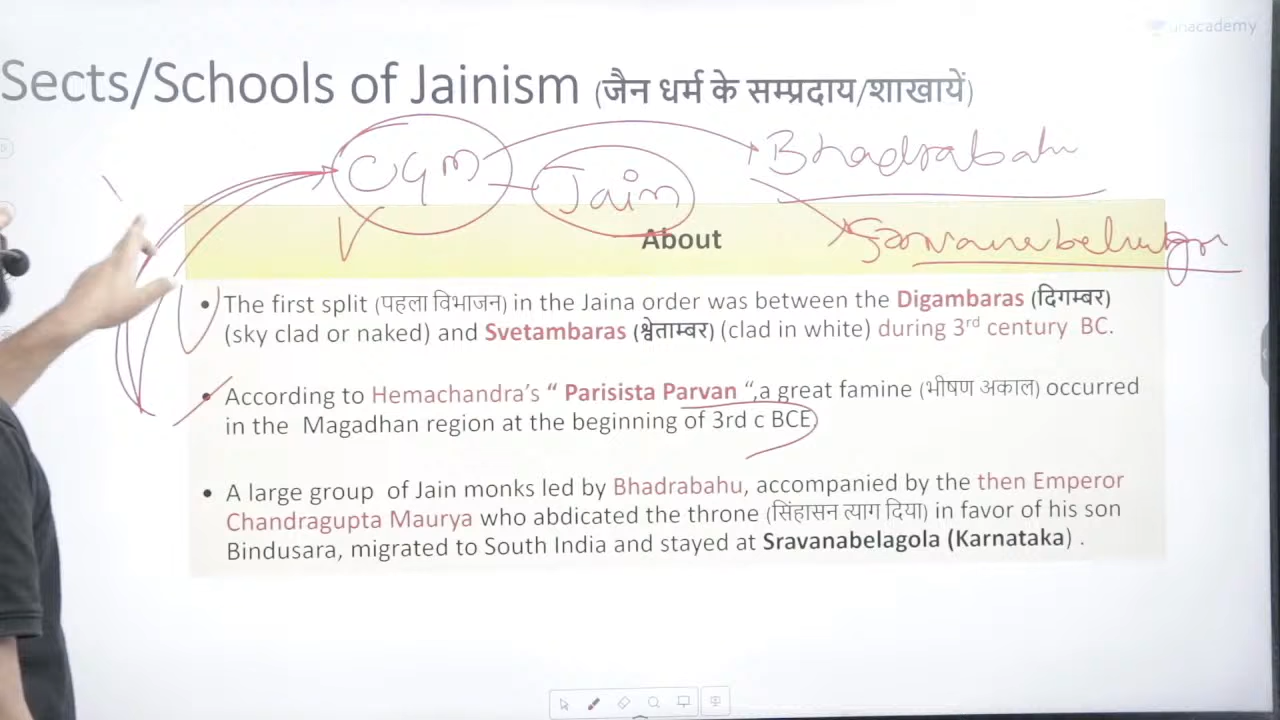 unacademy
Sects/Schools of Jainism (जैन धर्म के सम्प्रदाय/शाखायें)
CGM Jain Bhadrabahu
About
• The first split (पहला विभाजन) in the Jaina order was between the Digambaras (दिगम्बर)
(sky clad or naked) and Svetambaras (श्वेताम्बर) (clad in white) during 3rd century BC.
• According to Hemachandra’s “ Parisista Parvan “,a great famine (भीषण अकाल) occurred
in the Magadhan region at the beginning of 3rd c BCE
• A large group of Jain monks led by Bhadrabahu, accompanied by the then Emperor
Chandragupta Maurya who abdicated the throne (सिंहासन त्याग दिया) in favor of his son
Bindusara, migrated to South India and stayed at Sravanabelagola (Karnataka) .